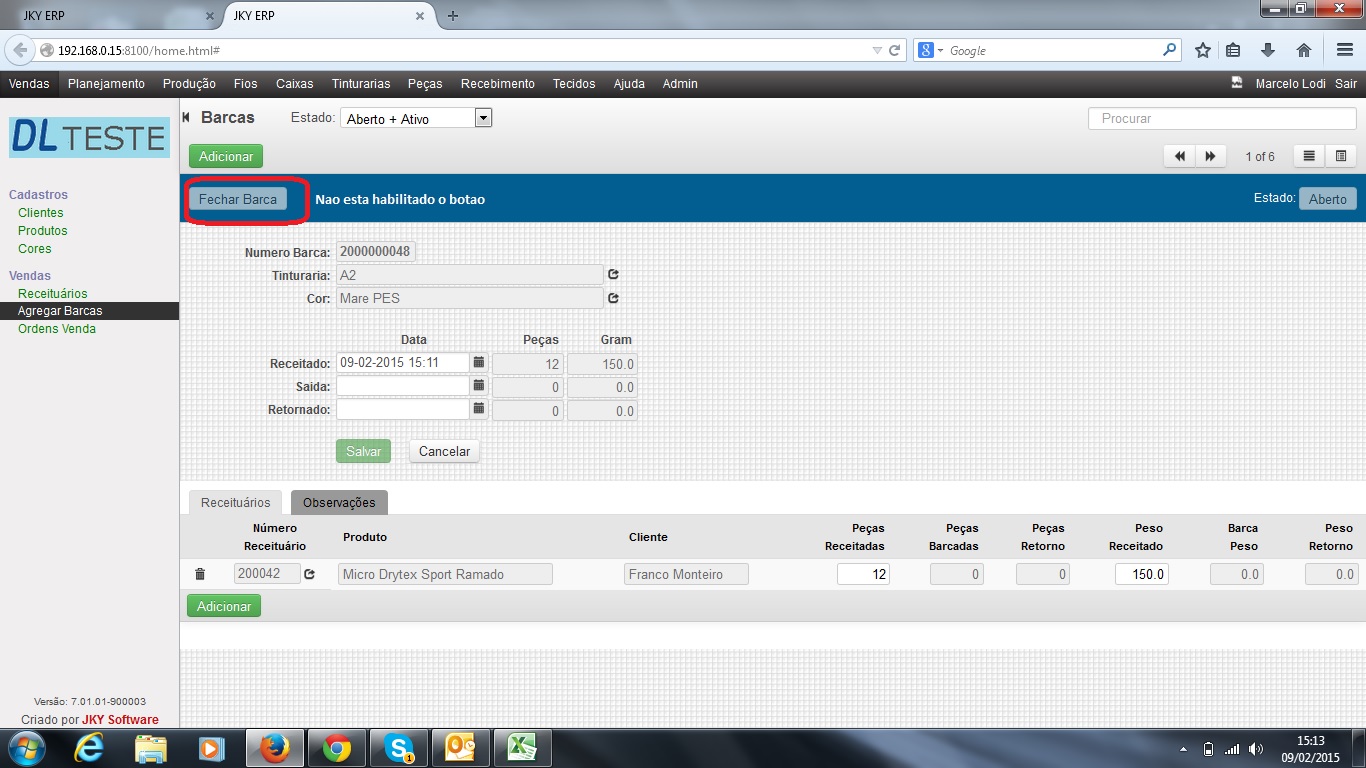 JKY ERP JKY ERP
192.168.0.15:8100/home.html# Google
Vendas Planejamento Produção Fios Caixas Tinturarias Peças Recebimento Tecidos Ajuda Admin Marcelo Lodi Sair
DL TESTE
Barcas Estado: Aberto + Ativo Procurar
Adicionar 1 of 6
Fechar Barca Nao esta habilitado o botao Estado: Aberto
Cadastros
Clientes
Produtos
Cores
Vendas
Receituários
Agregar Barcas
Ordens Venda
Numero Barca: 2000000048
Tinturaria: A2
Cor: Mare PES
Data Peças Gram
Receitado: 09-02-2015 15:11 12 150.0
Saida: 0 0.0
Retornado: 0 0.0
Salvar Cancelar
Receituários Observações
Número Receituário Produto Cliente Peças Receitadas Peças Barcadas Peças Retorno Peso Receitado Barca Peso Peso Retorno
200042 Micro Drytex Sport Ramado Franco Monteiro 12 0 0 150.0 0.0 0.0
Adicionar
Versão: 7.01.01-900003
Criado por JKY Software
15:13
09/02/2015